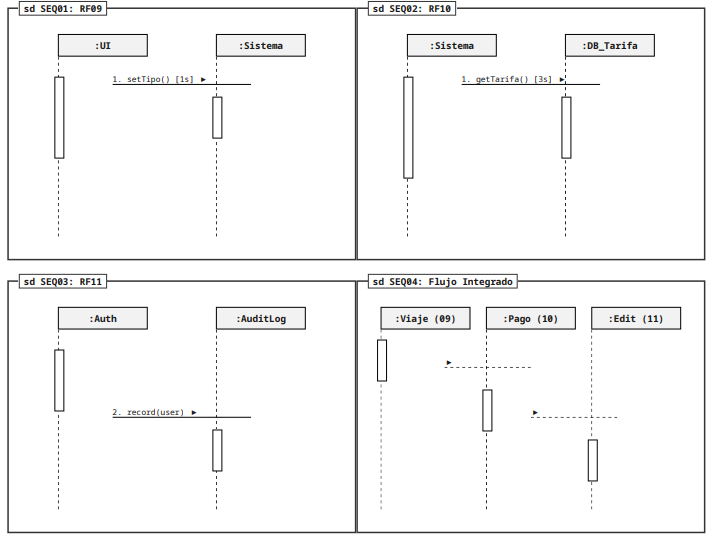 sd SEQ01: RF09
:UI
:Sistema
1. setTipo() [1s] ►
sd SEQ02: RF10
:Sistema
:DB_Tarifa
1. getTarifa() [3s] ►
sd SEQ03: RF11
:Auth
:AuditLog
2. record(user) ►
sd SEQ04: Flujo Integrado
:Viaje (09)
:Pago (10)
:Edit (11)
►
►